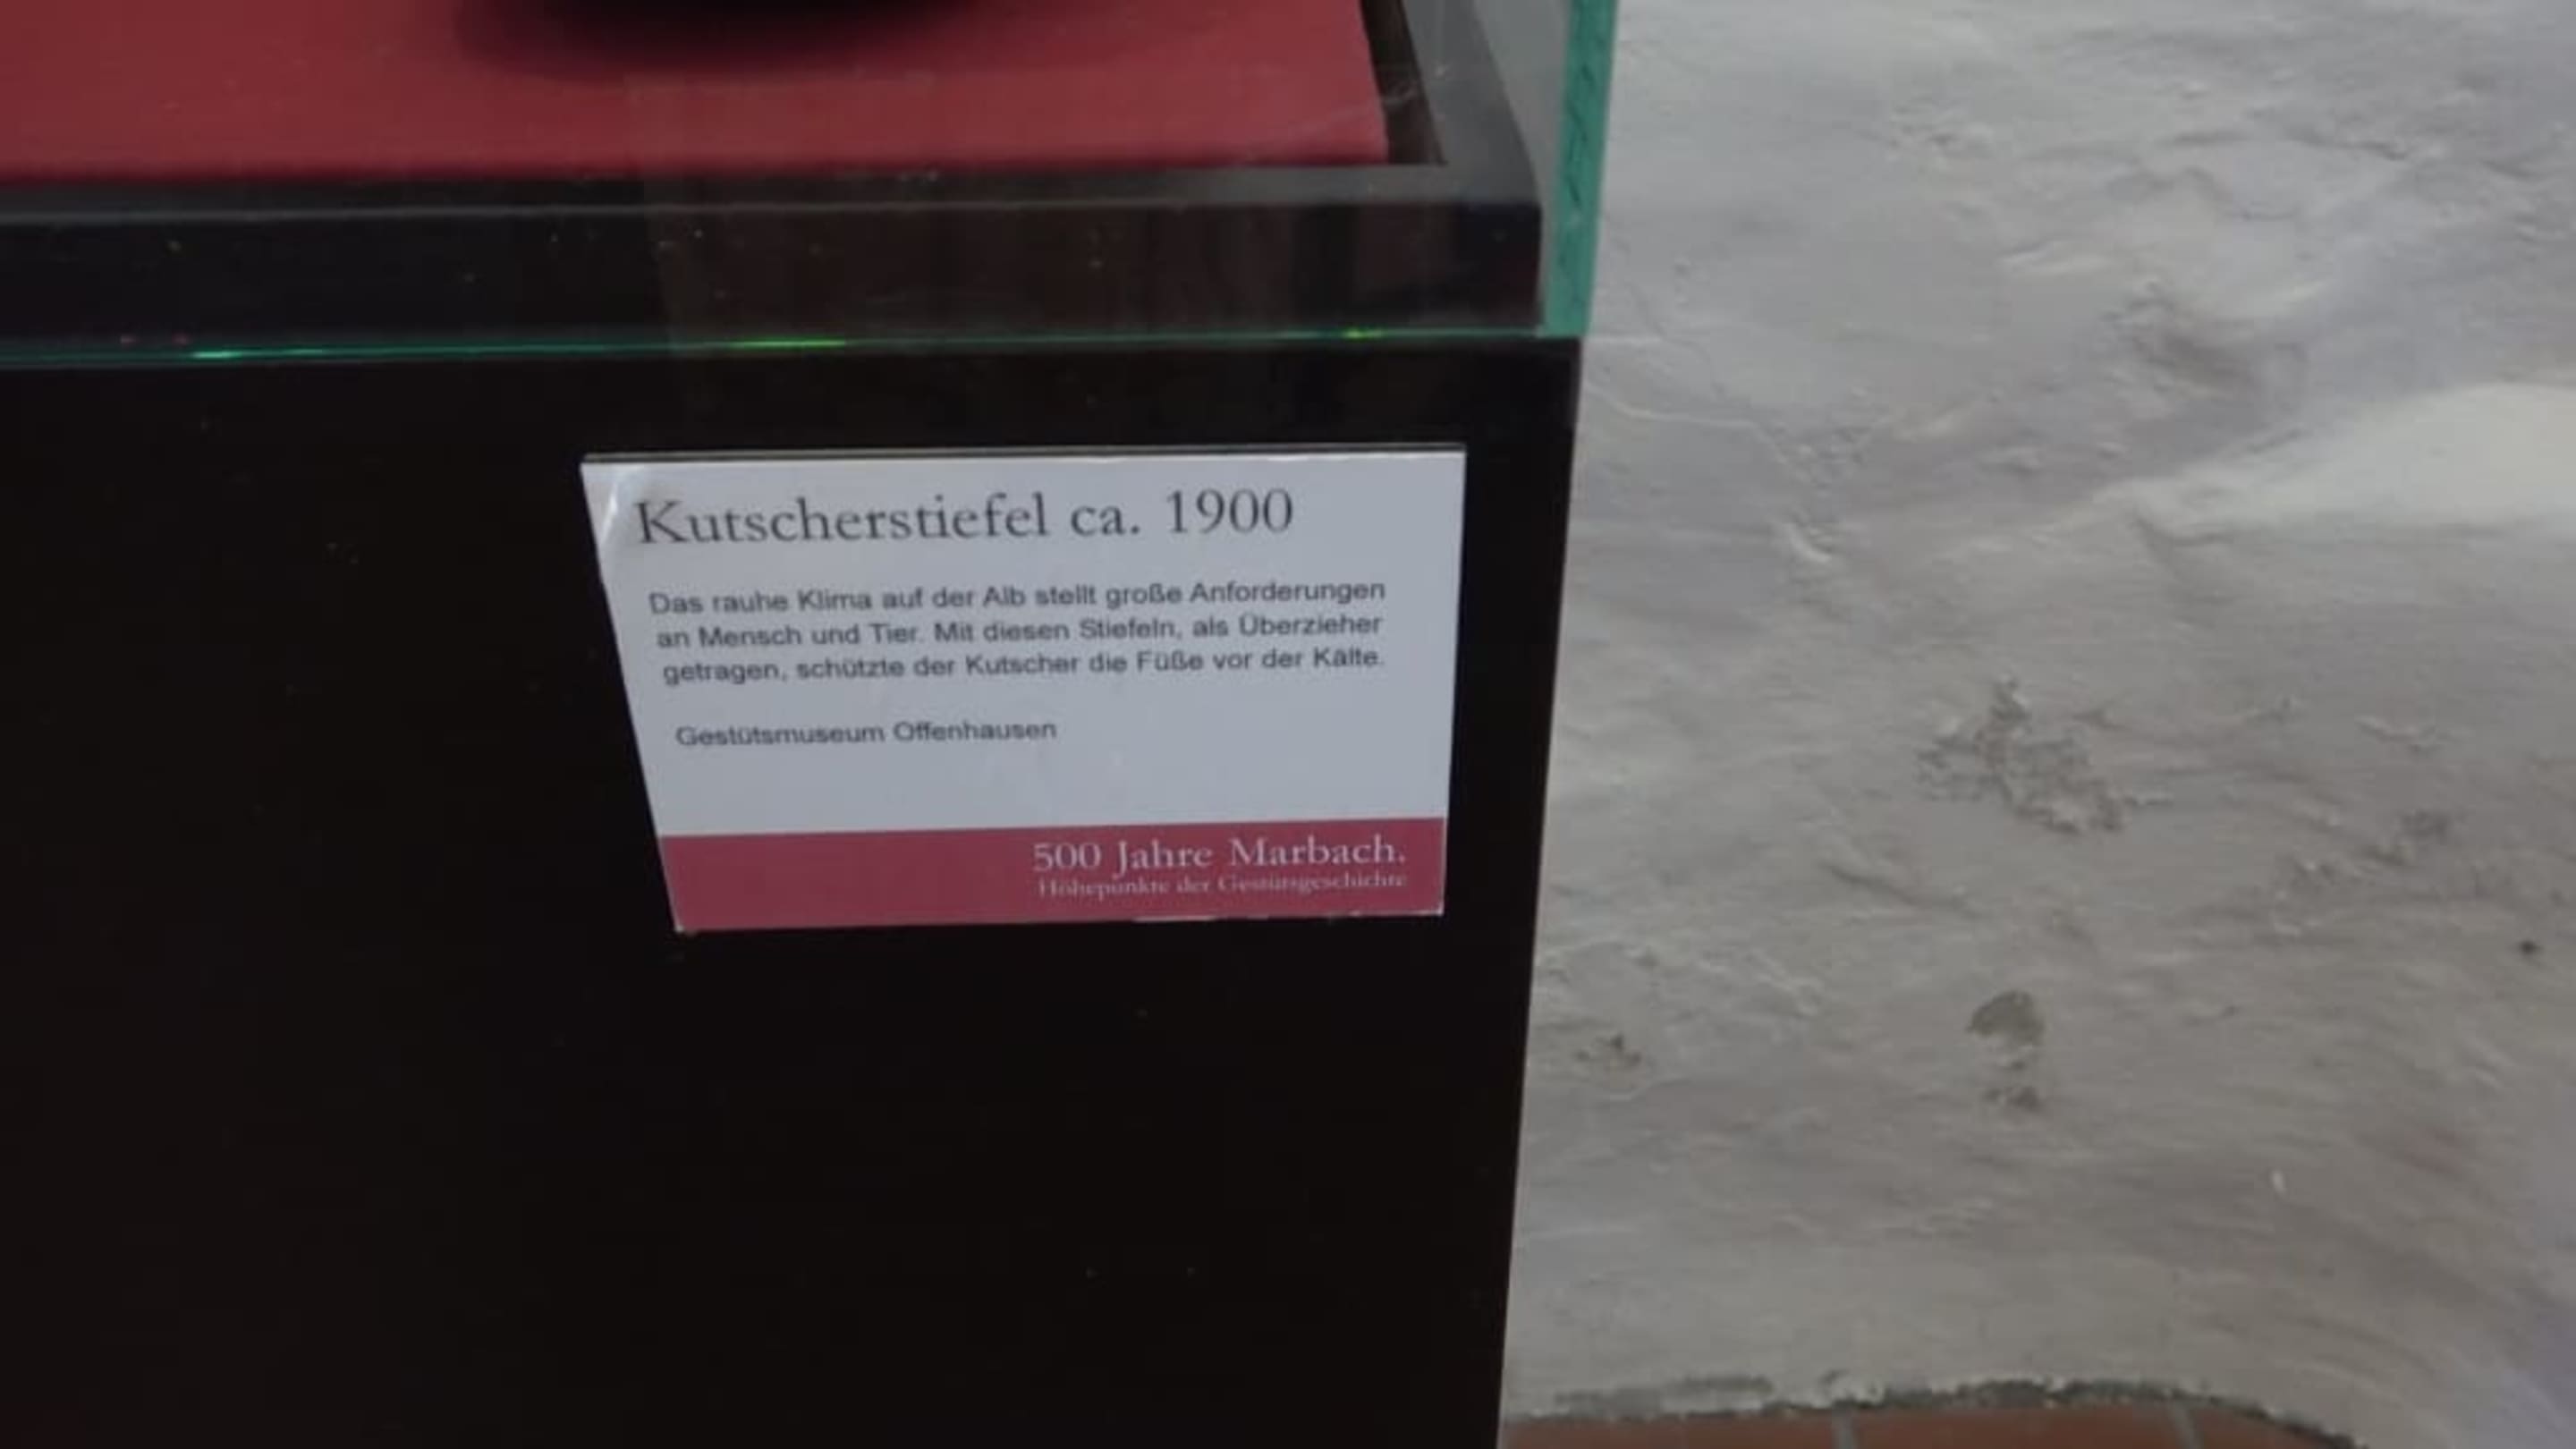 Kutscherstiefel ca. 1900
Das rauhe Klima auf der Alb stellt große Anforderungen
an Mensch und Tier. Mit diesen Stiefeln, als Überzieher
getragen, schützte der Kutscher die Füße vor der Kälte.
Gestütsmuseum Offenhausen
500 Jahre Marbach.
Höhepunkte der Gestütsgeschichte